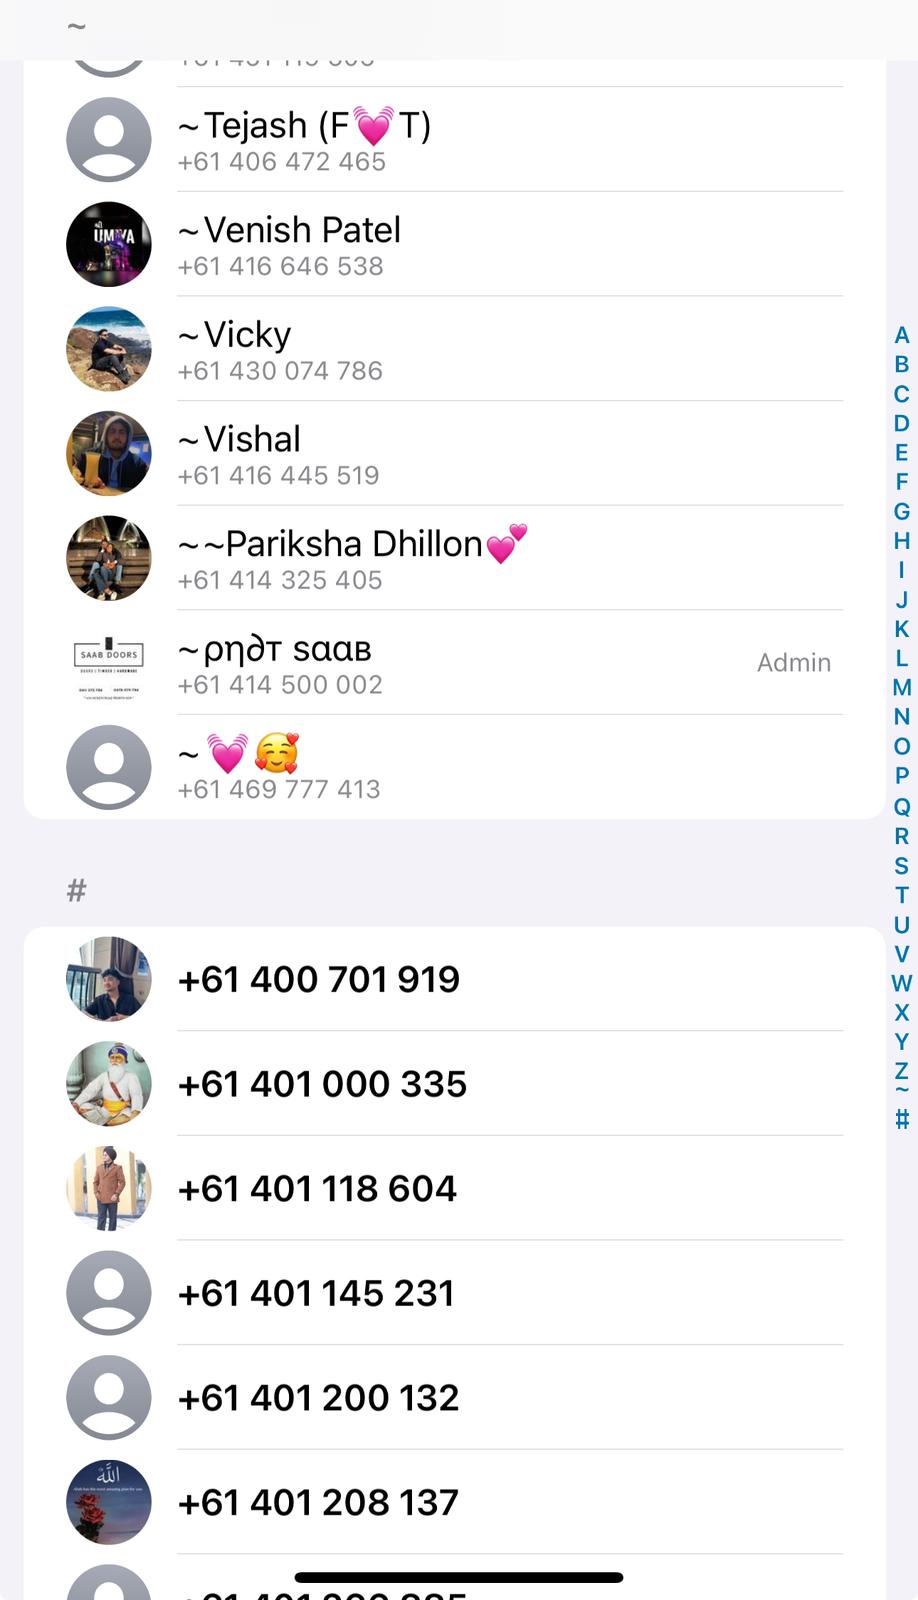 ~
~Tejash (F💓T)
+61 406 472 465
~Venish Patel
+61 416 646 538
~Vicky
+61 430 074 786
~Vishal
+61 416 445 519
~~Pariksha Dhillon💕
+61 414 325 405
SAAB DOORS
~ρη∂т ѕααв
+61 414 500 002
Admin
~💓🥰
+61 469 777 413
#
+61 400 701 919
+61 401 000 335
+61 401 118 604
+61 401 145 231
+61 401 200 132
الله
+61 401 208 137
A
B
C
D
E
F
G
H
I
J
K
L
M
N
O
P
Q
R
S
T
U
V
W
X
Y
Z
~
#